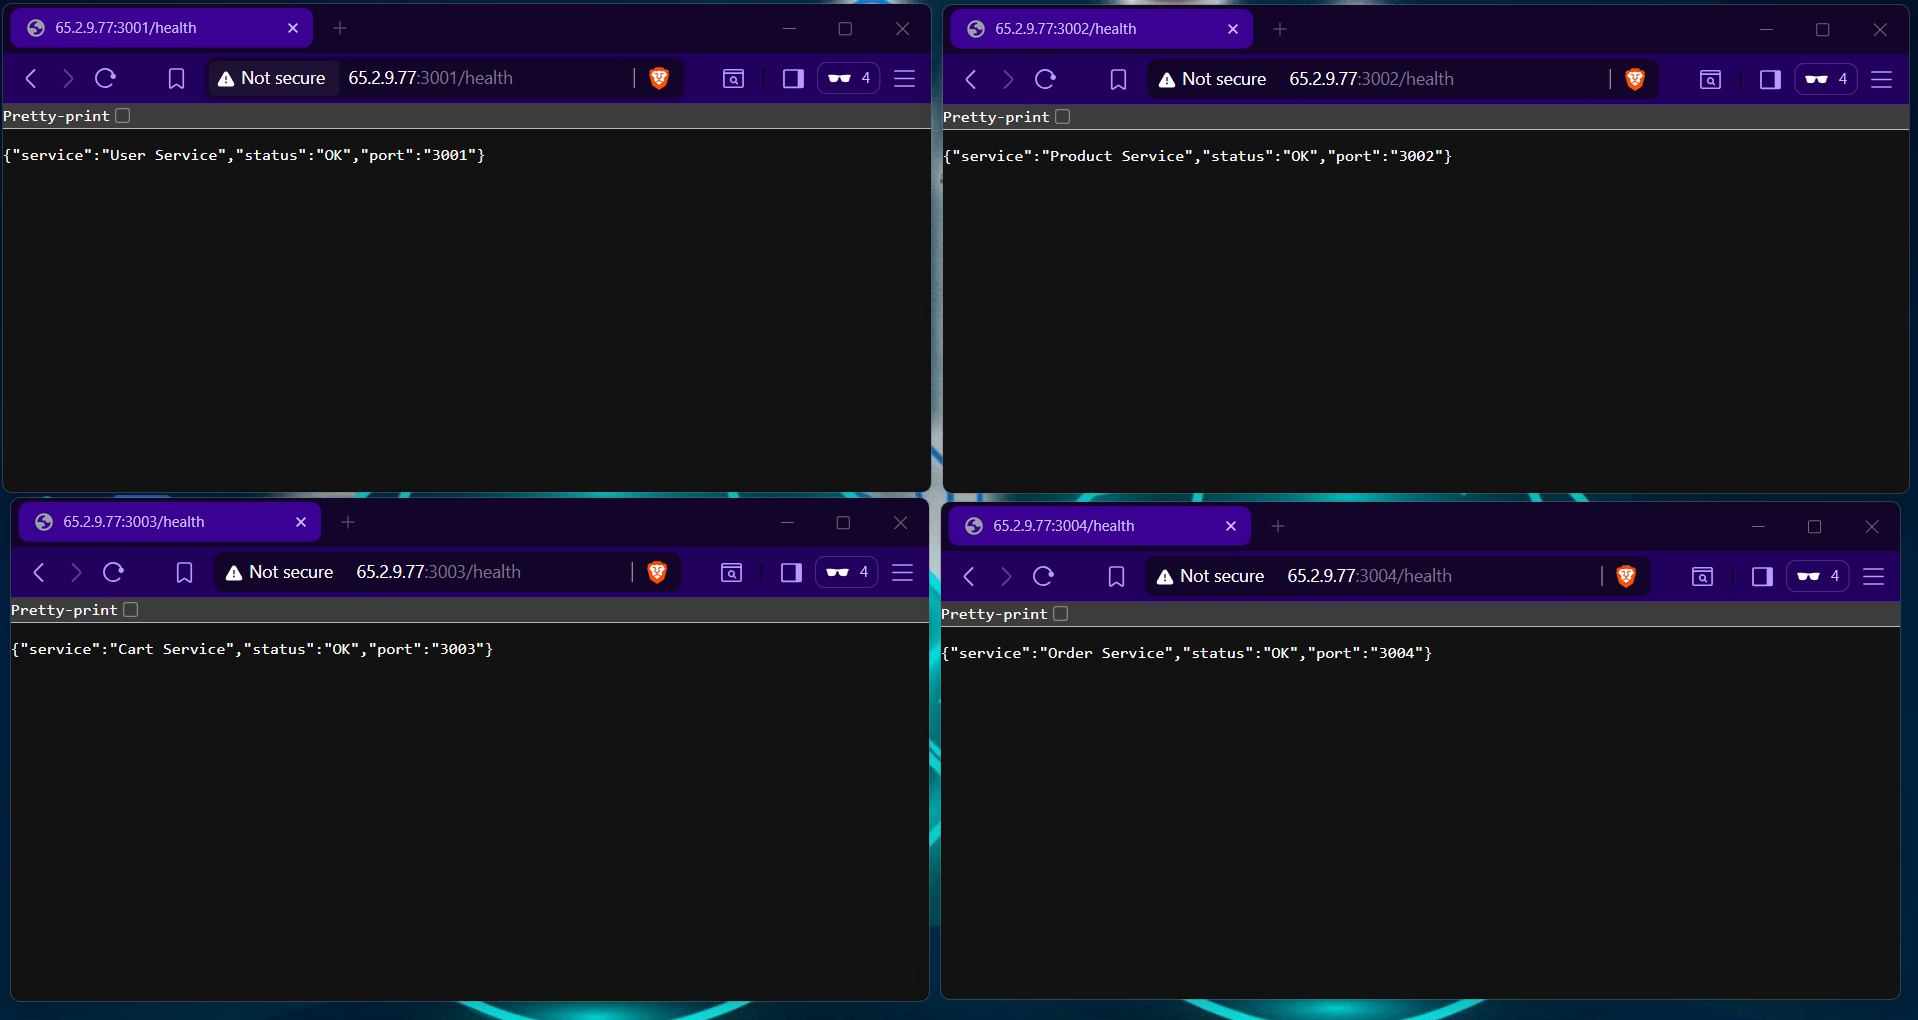 65.2.9.77:3001/health
Not secure 65.2.9.77:3001/health 4
Pretty-print
{"service":"User Service","status":"OK","port":"3001"}
65.2.9.77:3002/health
Not secure 65.2.9.77:3002/health 4
Pretty-print
{"service":"Product Service","status":"OK","port":"3002"}
65.2.9.77:3003/health
Not secure 65.2.9.77:3003/health 4
Pretty-print
{"service":"Cart Service","status":"OK","port":"3003"}
65.2.9.77:3004/health
Not secure 65.2.9.77:3004/health 4
Pretty-print
{"service":"Order Service","status":"OK","port":"3004"}